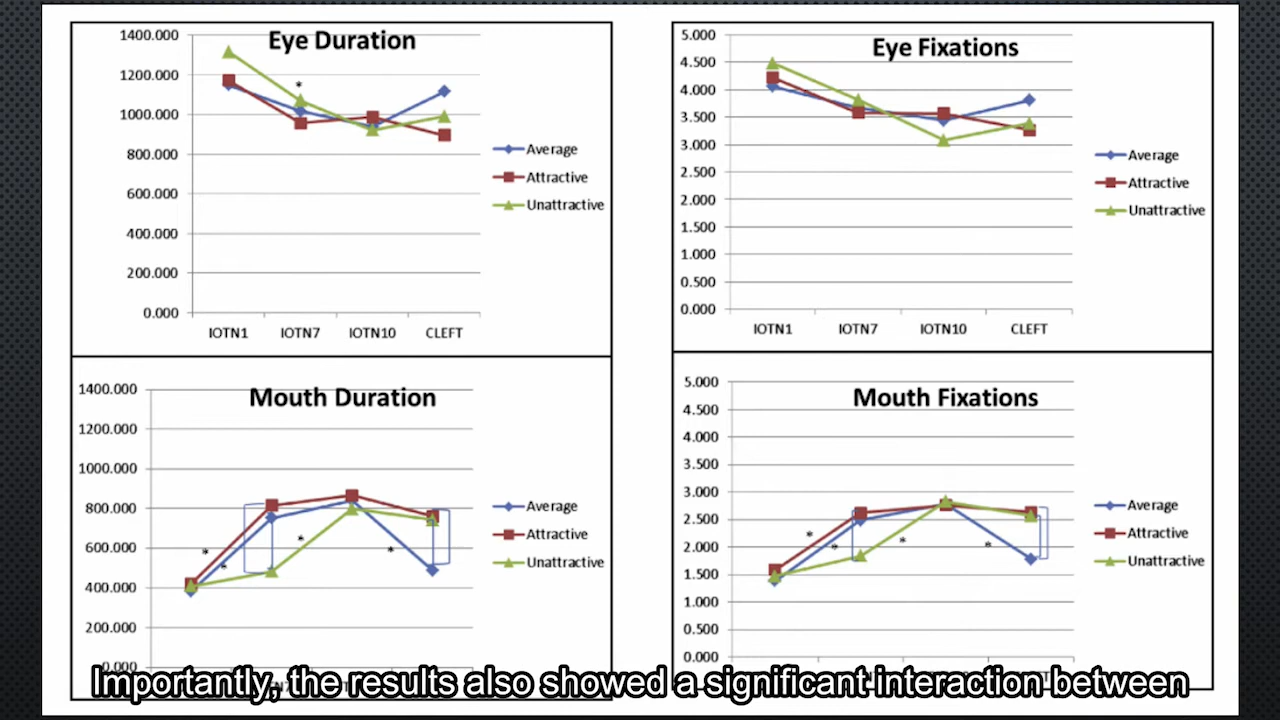 Eye Duration
1400.000
1200.000
1000.000
800.000
600.000
400.000
200.000
0.000
IOTN1 IOTN7 IOTN10 CLEFT
*
Average
Attractive
Unattractive
Eye Fixations
5.000
4.500
4.000
3.500
3.000
2.500
2.000
1.500
1.000
0.500
0.000
IOTN1 IOTN7 IOTN10 CLEFT
Average
Attractive
Unattractive
Mouth Duration
1400.000
1200.000
1000.000
800.000
600.000
400.000
200.000
0.000
* * * *
Average
Attractive
Unattractive
Mouth Fixations
5.000
4.500
4.000
3.500
3.000
2.500
2.000
1.500
1.000
0.500
0.000
* * * *
Average
Attractive
Unattractive
Importantly, the results also showed a significant interaction between